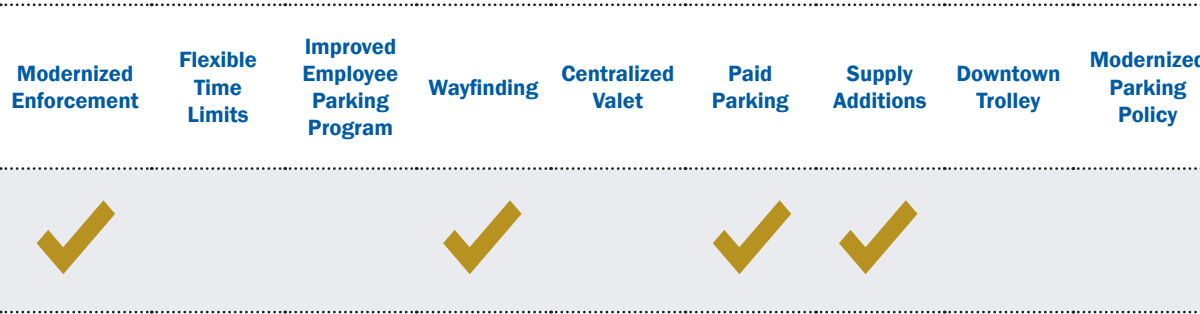 Modernized
Enforcement
Flexible
Time
Limits
Improved
Employee
Parking
Program
Wayfinding
Centralized
Valet
Paid
Parking
Supply
Additions
Downtown
Trolley
Modernized
Parking
Policy